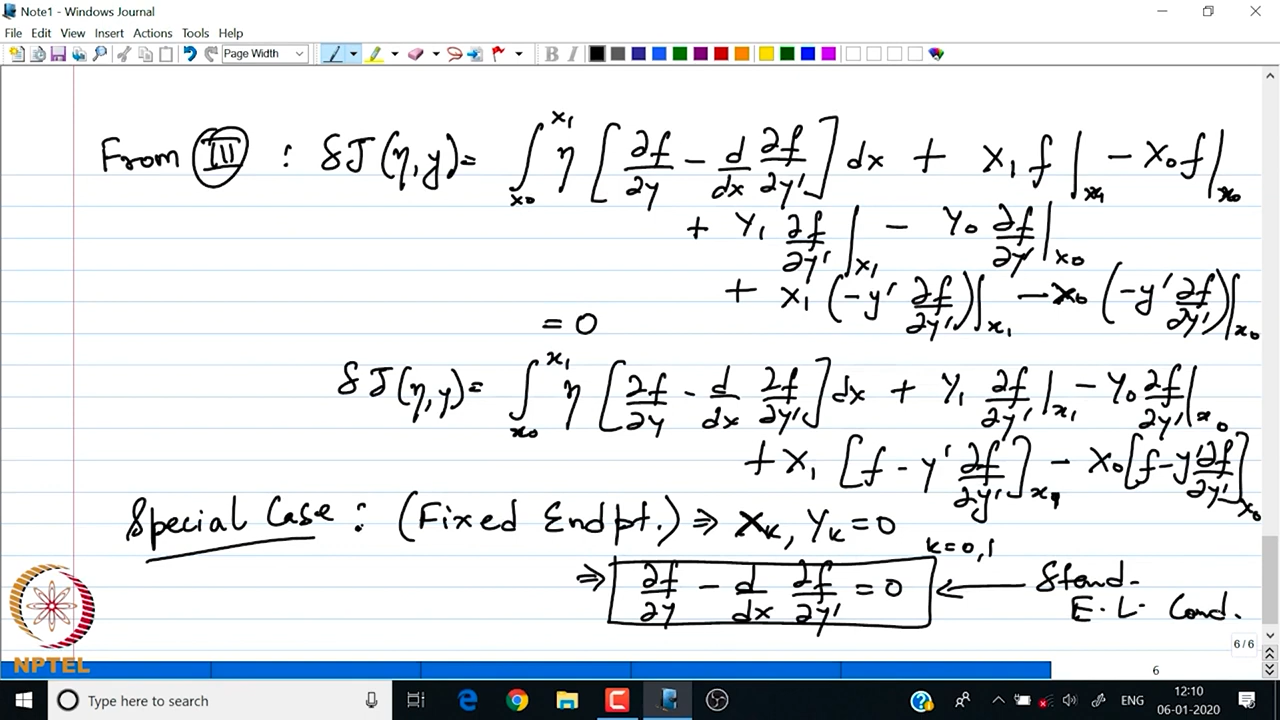 Note1 - Windows Journal
File Edit View Insert Actions Tools Help
Page Width B I
From (III) : δJ(η,y)= ∫_{x0}^{x1} η [∂f/∂y - d/dx ∂f/∂y'] dx + X₁ f|_{x1} - X₀ f|_{x0}
+ Y₁ ∂f/∂y'|_{x1} - Y₀ ∂f/∂y'|_{x0}
+ X₁ (-y' ∂f/∂y')|_{x1} - X₀ (-y' ∂f/∂y')|_{x0}
= 0
δJ(η,y)= ∫_{x0}^{x1} η [∂f/∂y - d/dx ∂f/∂y'] dx + Y₁ ∂f/∂y'|_{x1} - Y₀ ∂f/∂y'|_{x0}
+ X₁ [f - y' ∂f/∂y']_{x1} - X₀ [f - y' ∂f/∂y']_{x0}
Special Case : (Fixed Endpt.) ⇒ X_k, Y_k = 0
k=0,1
⇒ ∂f/∂y - d/dx ∂f/∂y' = 0 ← Stand.
E.L. Cond.
6/6
NPTEL
6
Type here to search
ENG
12:10
06-01-2020